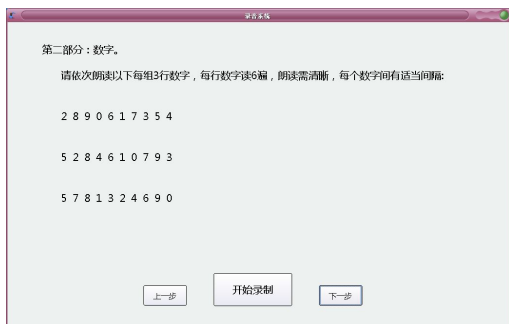 录音系统
第二部分：数字。
请依次朗读以下每组3行数字，每行数字读6遍，朗读需清晰，每个数字间有适当间隔:
2 8 9 0 6 1 7 3 5 4
5 2 8 4 6 1 0 7 9 3
5 7 8 1 3 2 4 6 9 0
上一步
开始录制
下一步